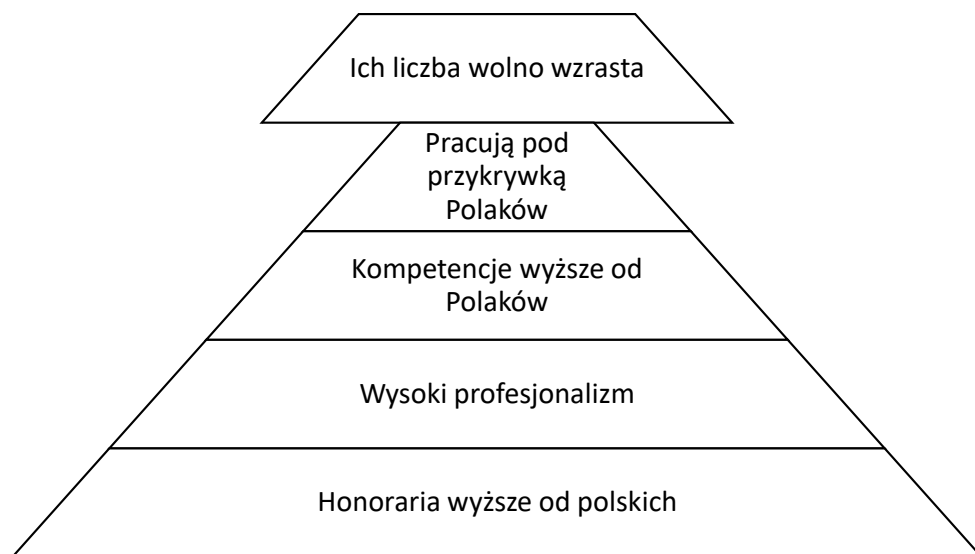 Ich liczba wolno wzrasta
Pracują pod
przykrywką
Polaków
Kompetencje wyższe od
Polaków
Wysoki profesjonalizm
Honoraria wyższe od polskich